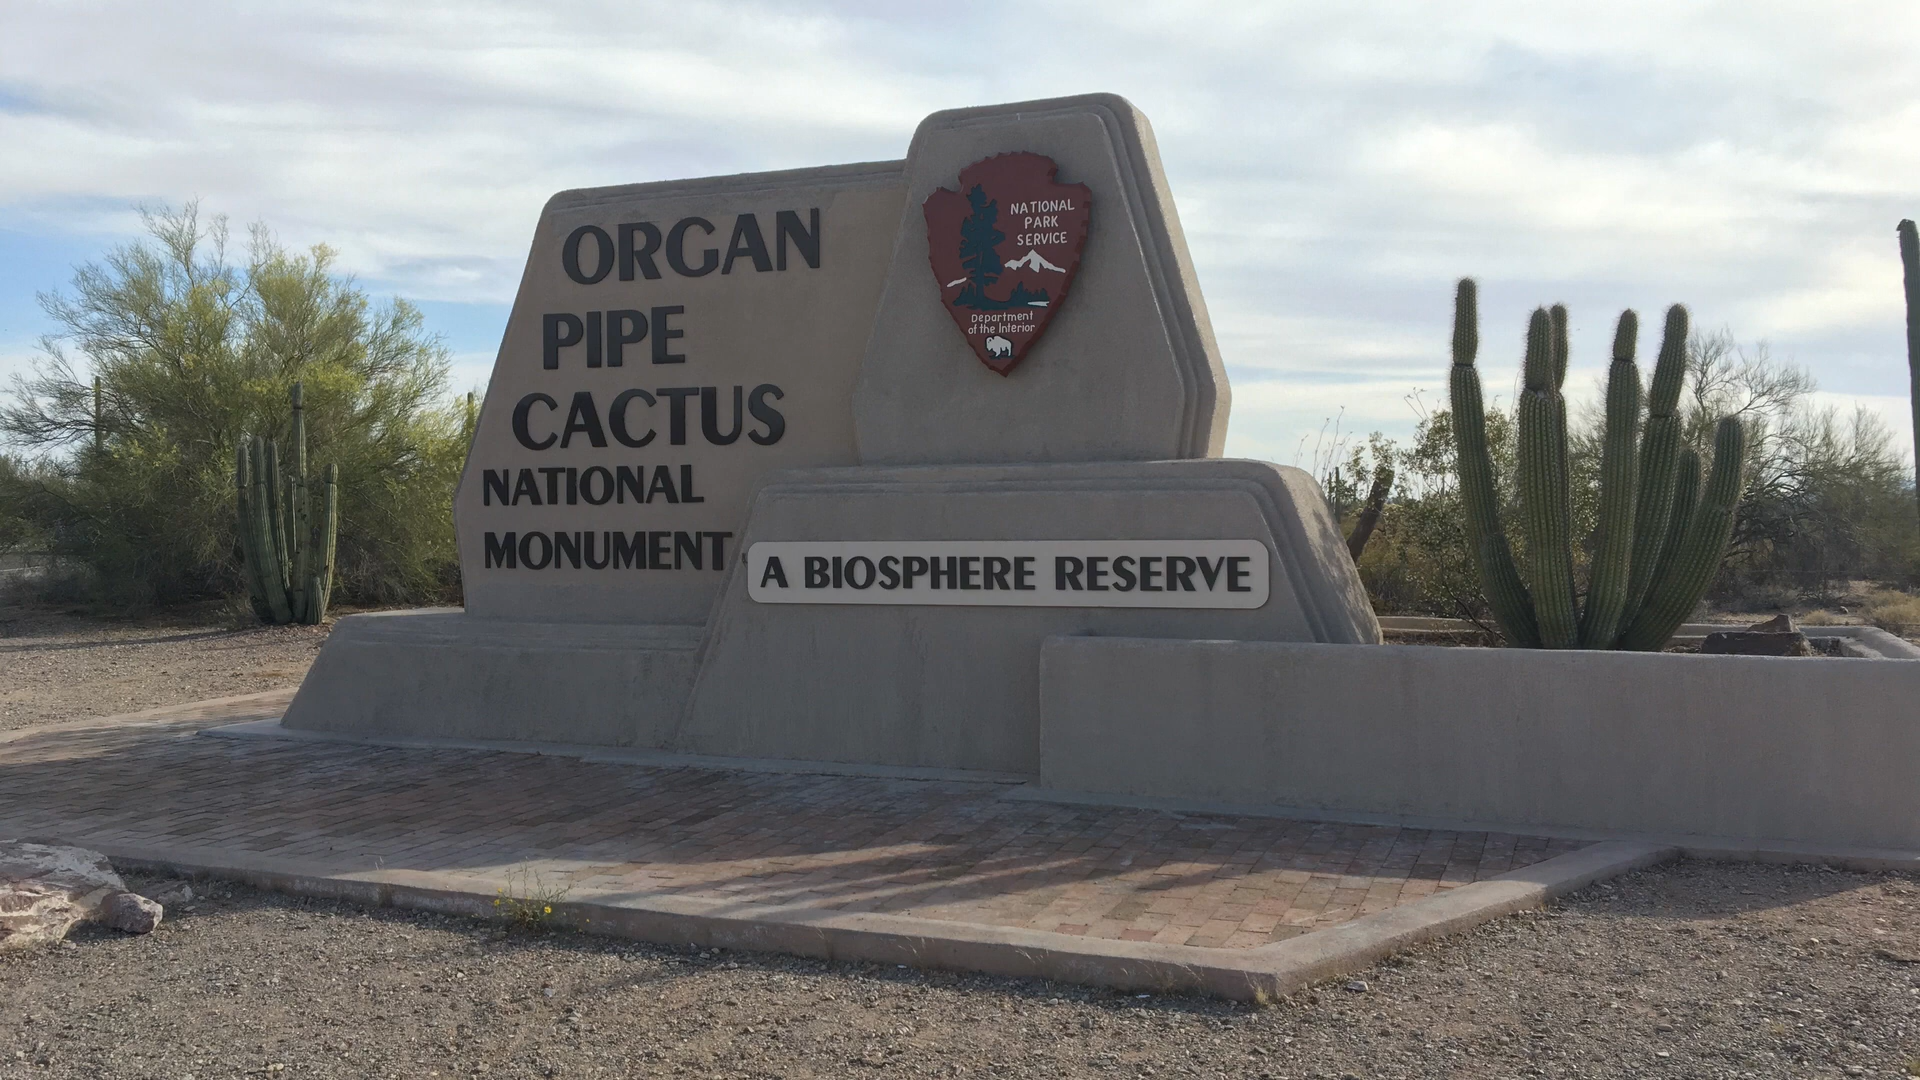 ORGAN
PIPE
CACTUS
NATIONAL
MONUMENT
NATIONAL
PARK
SERVICE
Department
of the Interior
A BIOSPHERE RESERVE